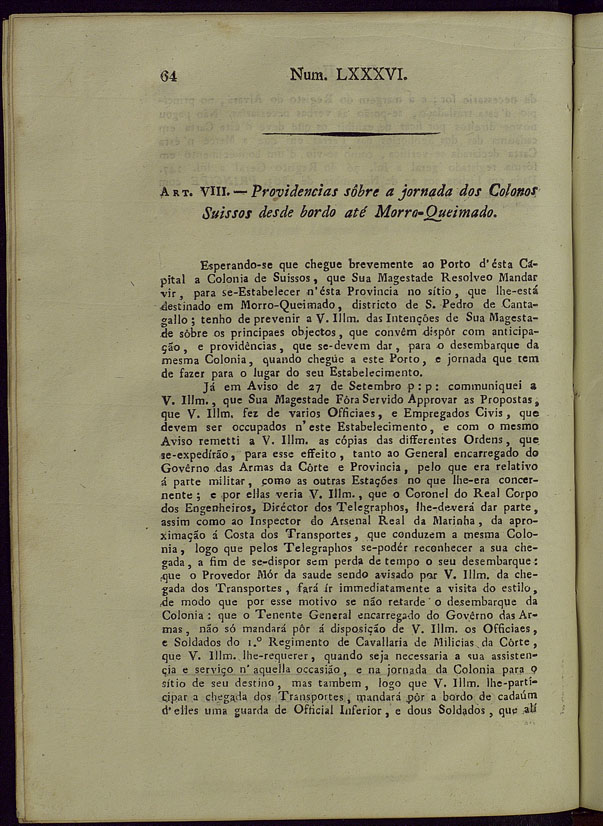 64 Num. LXXXVI.
ART. VIII. — Providencias sôbre a jornada dos Colonos
Suissos desde bordo até Morro-Queimado.
Esperando-se que chegue brevemente ao Porto d'ésta Cá-
pital a Colonia de Suissos, que Sua Magestade Resolveo Mandar
vir, para se-Estabelecer n'ésta Provincia no sítio, que lhe-está
destinado em Morro-Queimado, districto de S. Pedro de Canta-
gallo; tenho de prevenir a V. Illm. das Intenções de Sua Magesta-
de sôbre os principaes objectos, que convêm dispôr com anticipa-
ção, e providências, que se-devem dar, para o desembarque da
mesma Colonia, quando chegüe a este Porto, e jornada que tem
de fazer para o lugar do seu Estabelecimento.
Já em Aviso de 27 de Setembro p: p: communiquei a
V. Illm., que Sua Magestade Fôra Servido Approvar as Propostas,
que V. Illm. fez de varios Officiaes, e Empregados Civis, que
devem ser occupados n'este Estabelecimento, e com o mesmo
Aviso remetti a V. Illm. as cópias das differentes Ordens, que
se-expedírão, para esse effeito, tanto ao General encarregado do
Govêrno das Armas da Côrte e Provincia, pelo que era relativo
á parte militar, como as outras Estações no que lhe-era concer-
nente; e por ellas veria V. Illm., que o Coronel do Real Corpo
dos Engenheiros, Diréctor dos Telegraphos, lhe-deverá dar parte,
assim como ao Inspector do Arsenal Real da Marinha, da apro-
ximação á Costa dos Transportes, que conduzem a mesma Colo-
nia, logo que pelos Telegraphos se-podér reconhecer a sua che-
gada, a fim de se-dispor sem perda de tempo o seu desembarque:
que o Provedor Mór da saude sendo avisado por V. Illm. da che-
gada dos Transportes, fará ír immediatamente a visita do estilo,
de modo que por esse motivo se não retarde o desembarque da
Colonia: que o Tenente General encarregado do Govêrno das Ar-
mas, não só mandará pôr á disposição de V. Illm. os Officiaes,
e Soldados do 1.º Regimento de Cavallaria de Milicias da Côrte,
que V. Illm. lhe-requerer, quando seja necessaria a sua assisten-
çia e serviço n'aquella occasião, e na jornada da Colonia para o
sítio de seu destino, mas tambem, logo que V. Illm. lhe-parti-
cipar a chegada dos Transportes, mandará pôr a bordo de cadaúm
d'elles uma guarda de Official Inferior, e dous Soldados, que alí